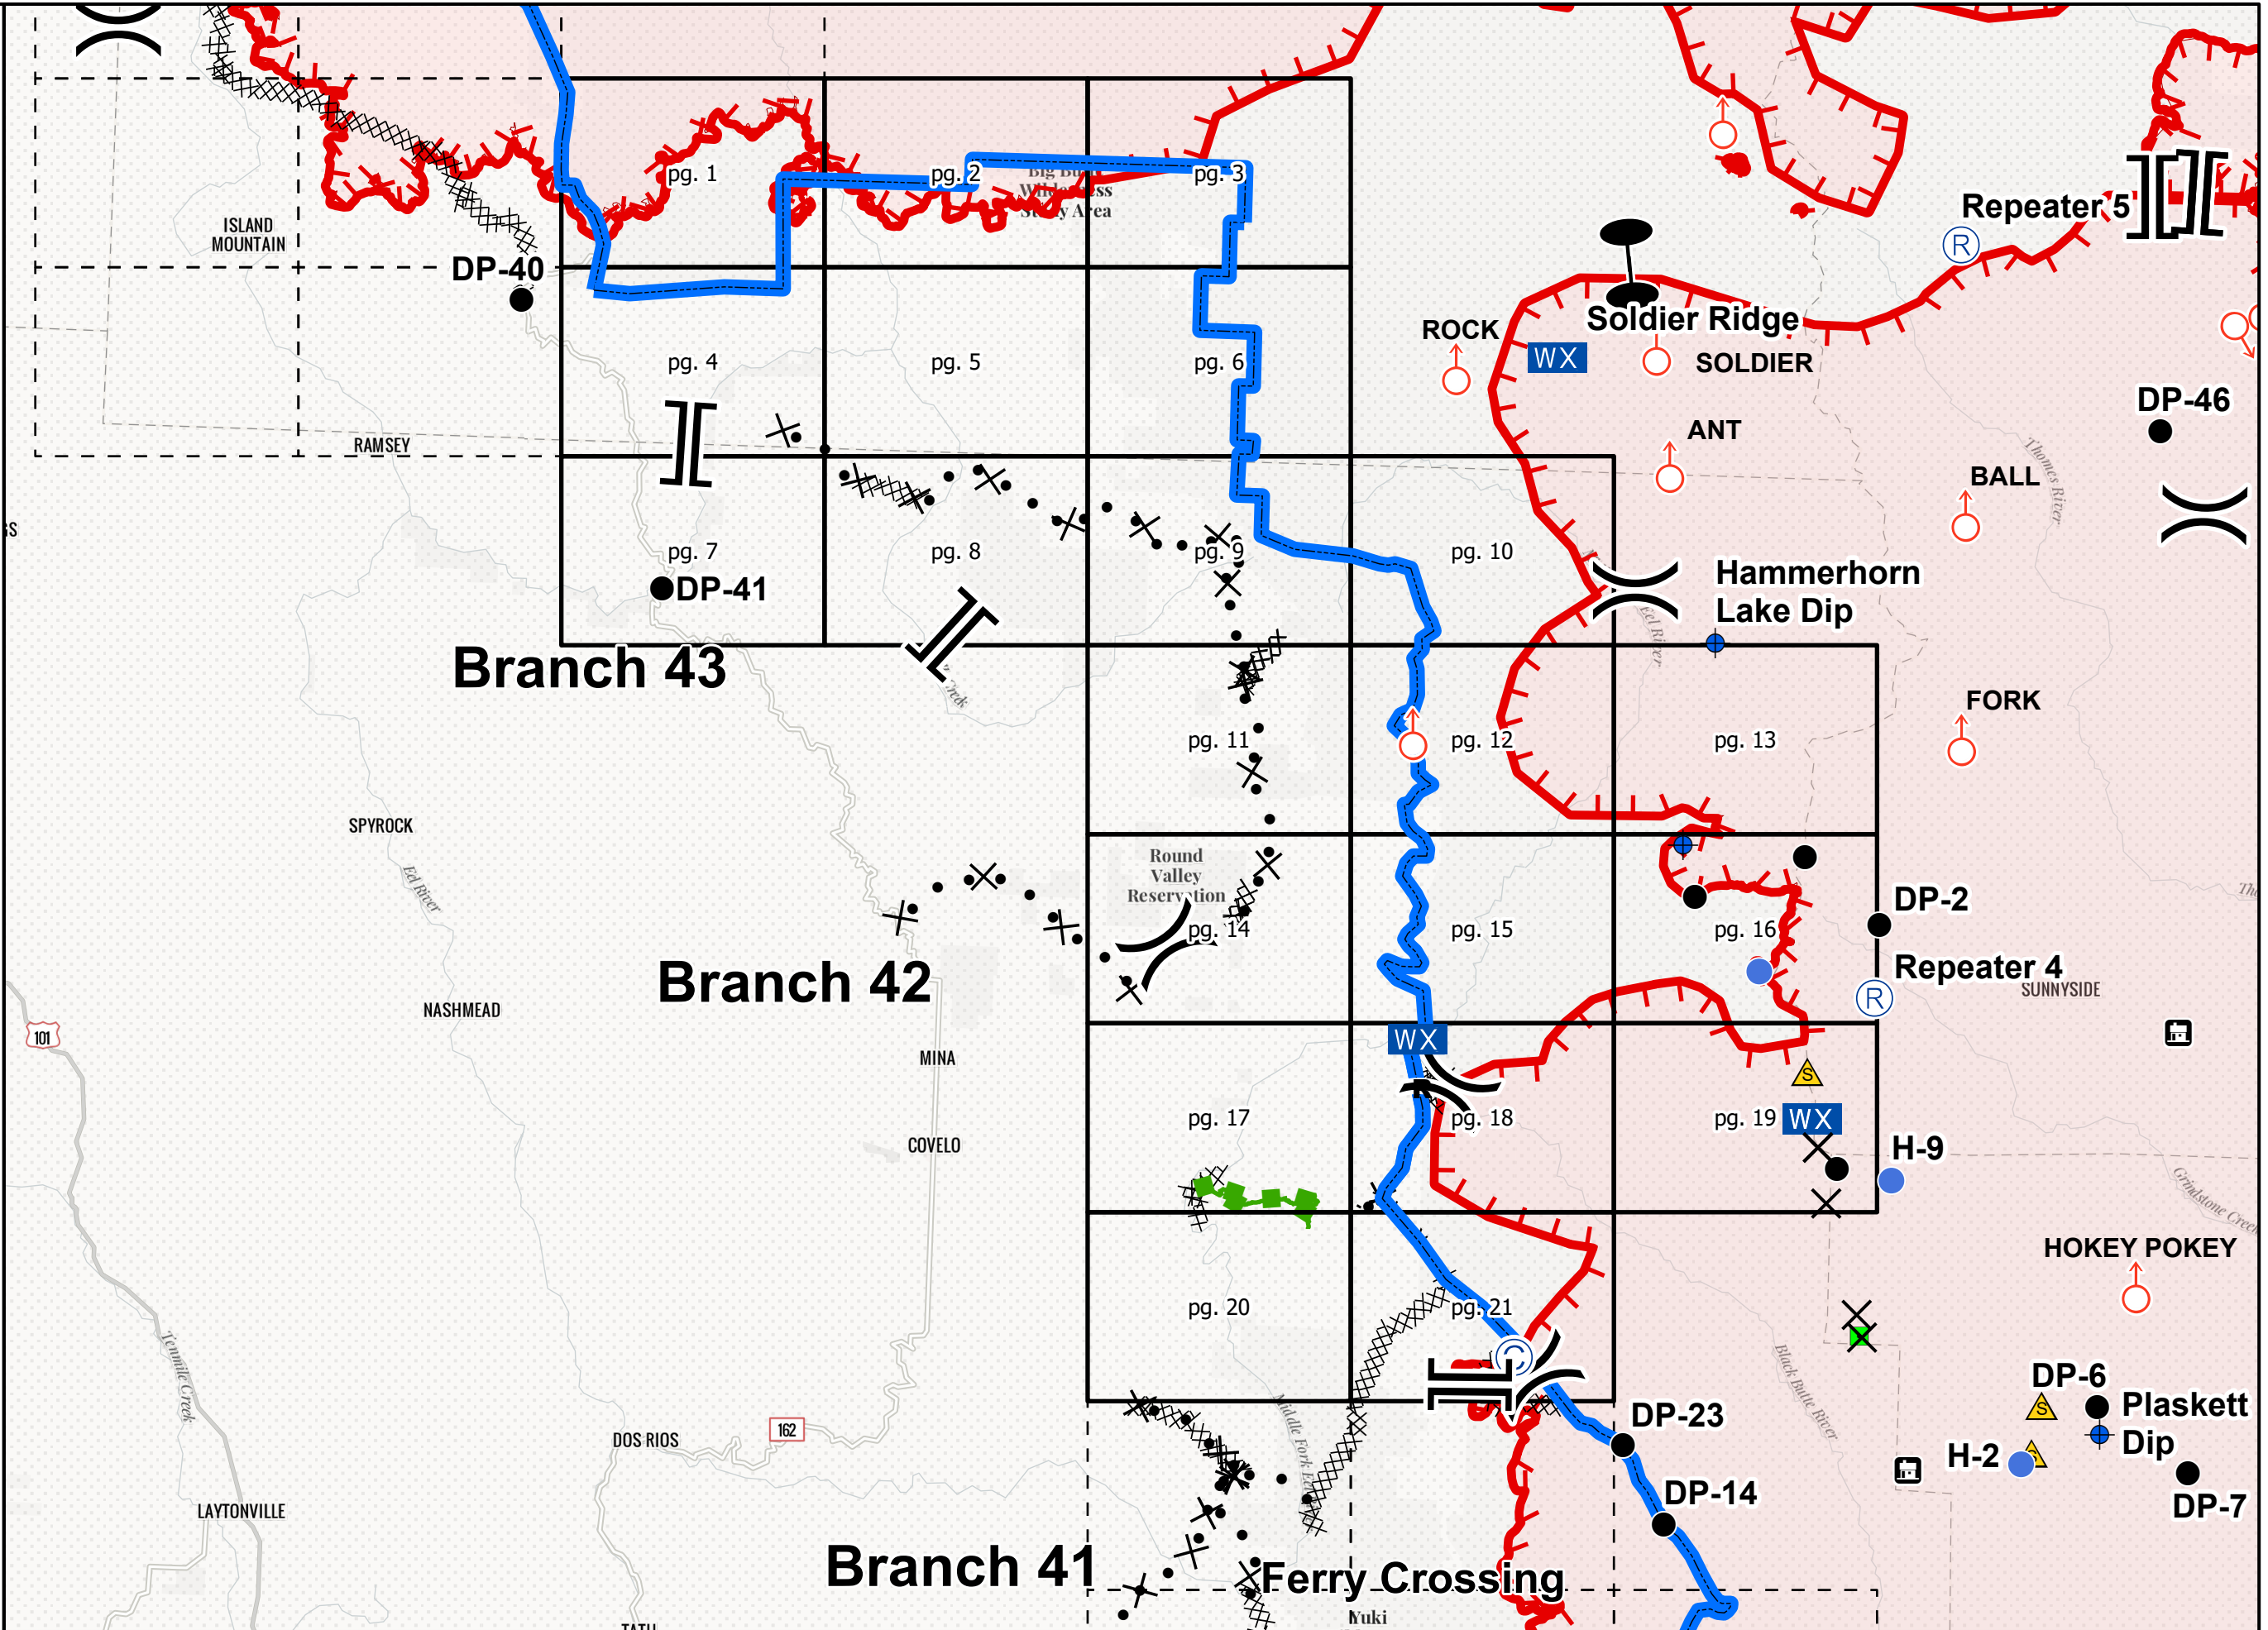 pg. 1
pg. 2
pg. 3
Wilderness
Study Area
Repeater 5
R
ISLAND
MOUNTAIN
DP-40
Soldier Ridge
ROCK
WX
SOLDIER
pg. 4
pg. 5
pg. 6
DP-46
RAMSEY
ANT
BALL
Thomes River
pg. 7
pg. 8
pg. 9
pg. 10
DP-41
Hammerhorn
Lake Dip
Eel River
Branch 43
Creek
FORK
pg. 11
pg. 12
pg. 13
SPYROCK
Round
Valley
Reservation
Eel River
DP-2
pg. 14
pg. 15
pg. 16
Branch 42
Repeater 4
R
SUNNYSIDE
NASHMEAD
101
WX
MINA
S
pg. 17
pg. 18
pg. 19
WX
COVELO
H-9
Grindstone Creek
HOKEY POKEY
pg. 20
pg. 21
C
Tenmile Creek
Black Butte River
DP-6
S
Plaskett
Dip
DP-23
Middle Fork Eel
162
DOS RIOS
H-2
S
DP-7
DP-14
LAYTONVILLE
Branch 41
Ferry Crossing
Yuki